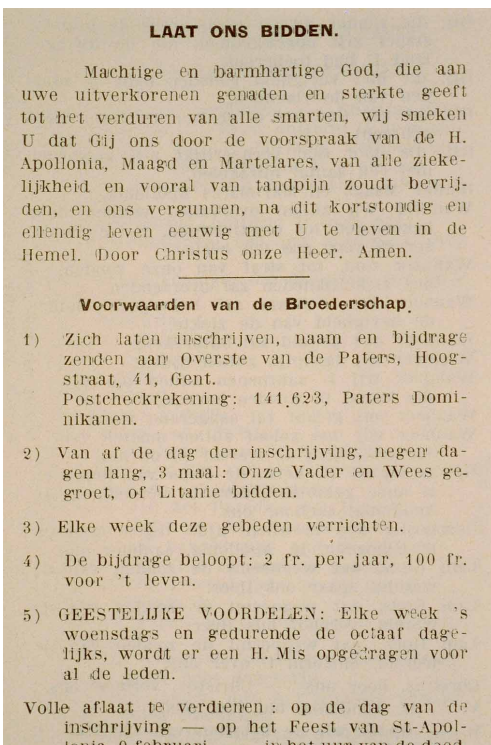 LAAT ONS BIDDEN.
Machtige en barmhartige God, die aan
uwe uitverkorenen genaden en sterkte geeft
tot het verduren van alle smarten, wij smeken
U dat Gij ons door de voorspraak van de H.
Apollonia, Maagd en Martelares, van alle zieke-
lijkheid en vooral van tandpijn zoudt bevrij-
den, en ons vergunnen, na dit kortstondig en
ellendig leven eeuwig met U te leven in de
Hemel. Door Christus onze Heer. Amen.
Voorwaarden van de Broederschap.
1) Zich laten inschrijven, naam en bijdrage
zenden aan Overste van de Paters, Hoog-
straat, 41, Gent.
Postcheckrekening: 141.623, Paters Domi-
nikanen.
2) Van af de dag der inschrijving, negen da-
gen lang, 3 maal: Onze Vader en Wees ge-
groet, of Litanie bidden.
3) Elke week deze gebeden verrichten.
4) De bijdrage beloopt: 2 fr. per jaar, 100 fr.
voor 't leven.
5) GEESTELIJKE VOORDELEN: Elke week 's
woensdags en gedurende de octaaf dage-
lijks, wordt er een H. Mis opgedragen voor
al de leden.
Volle aflaat te verdienen : op de dag van de
inschrijving — op het Feest van St-Apol-
lonia, 9 februari — in het uur van de dood.